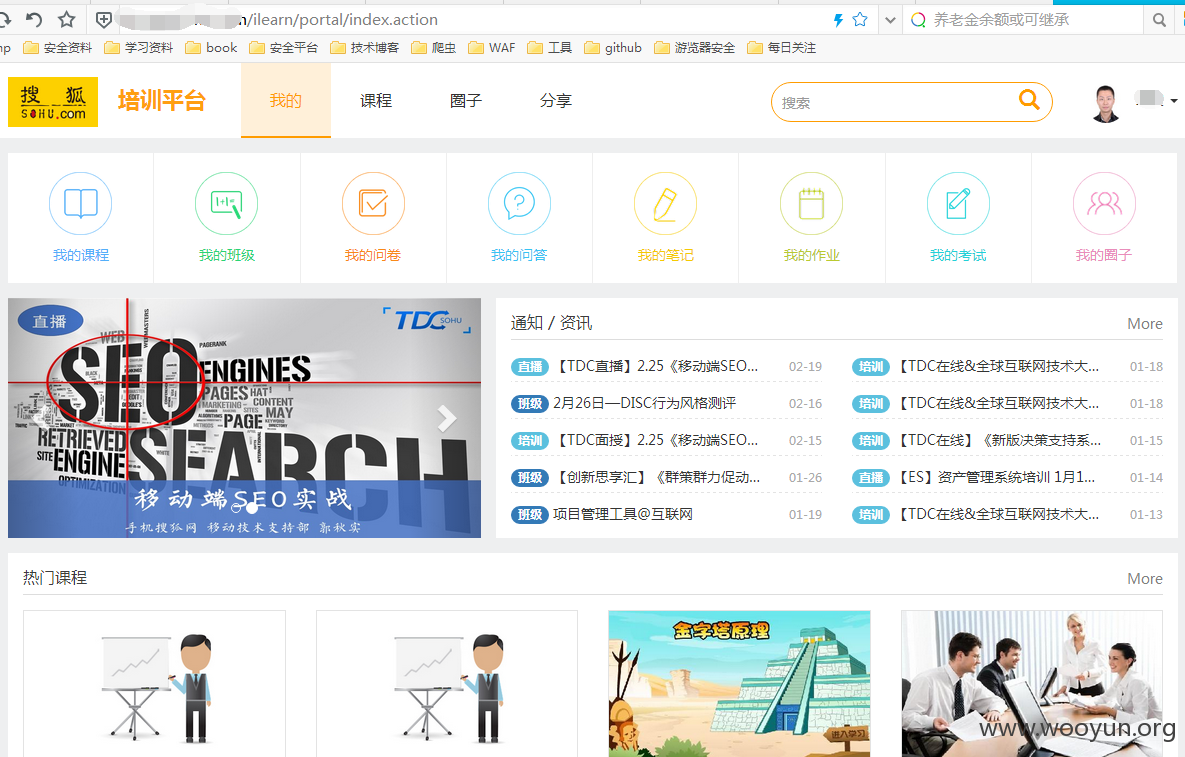 /ilearn/portal/index.action
养老金余额或可继承
安全资料 学习资料 book 安全平台 技术博客 爬虫 WAF 工具 github 游览器安全 每日关注
搜狐
SOHU.com
培训平台
我的 课程 圈子 分享
搜索
我的课程 我的班级 我的问卷 我的问答 我的笔记 我的作业 我的考试 我的圈子
直播
TDC SOHU
WEB
WEBMASTERS
PAGERANK
SEO ENGINES
PAGES HAT
CONTENT
MAY
PAGE
RETRIEVED
SITE ENGINE
OPTIMIZATION
SEARCH
移动端SEO实战
手机搜狐网 移动技术支持部 郭秋实
通知 / 资讯
More
直播 【TDC直播】2.25《移动端SEO... 02-19
班级 2月26日—DISC行为风格测评 02-16
培训 【TDC面授】2.25《移动端SEO... 02-15
班级 【创新思享汇】《群策群力促动... 01-26
班级 项目管理工具@互联网 01-19
培训 【TDC在线&全球互联网技术大... 01-18
培训 【TDC在线&全球互联网技术大... 01-18
培训 【TDC在线】《新版决策支持系... 01-15
直播 【ES】资产管理系统培训 1月1... 01-14
培训 【TDC在线&全球互联网技术大... 01-13
热门课程
More
金字塔原理
进入学习
www.wooyun.org